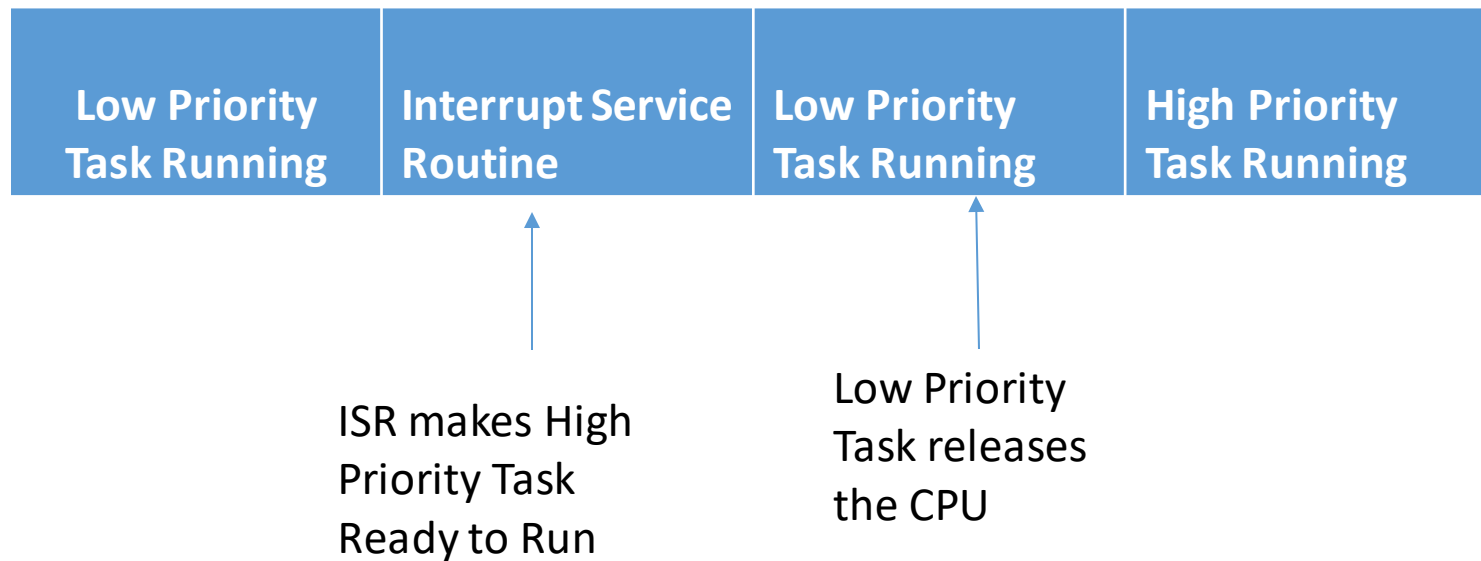 Low Priority
Task Running
Interrupt Service
Routine
Low Priority
Task Running
High Priority
Task Running
ISR makes High
Priority Task
Ready to Run
Low Priority
Task releases
the CPU